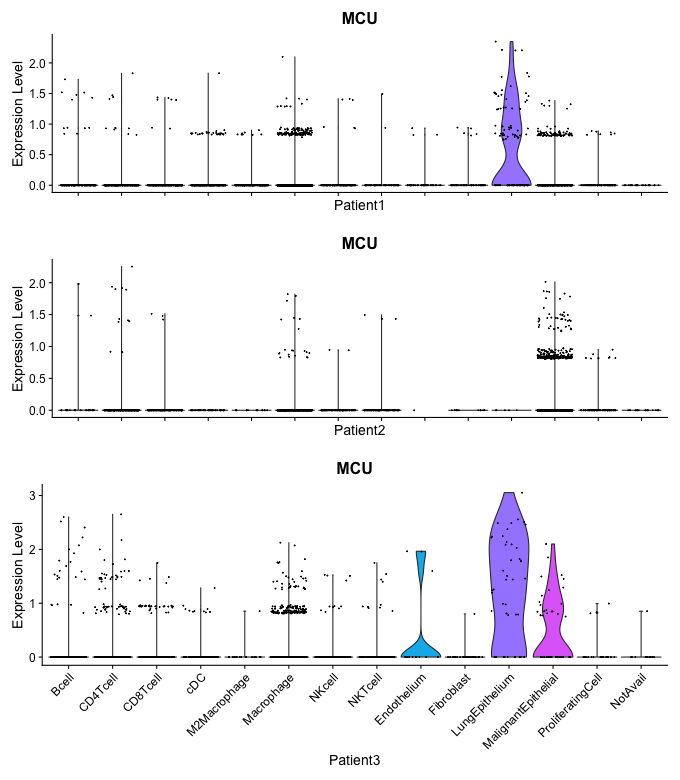 MCU
Expression Level
2.0
1.5
1.0
0.5
0.0
Patient1
MCU
Expression Level
2.0
1.5
1.0
0.5
0.0
Patient2
MCU
Expression Level
3
2
1
0
Bcell
CD4Tcell
CD8Tcell
cDC
M2Macrophage
Macrophage
NKcell
NKTcell
Endothelium
Fibroblast
LungEpithelium
MalignantEpithelial
ProliferatingCell
NotAvail
Patient3